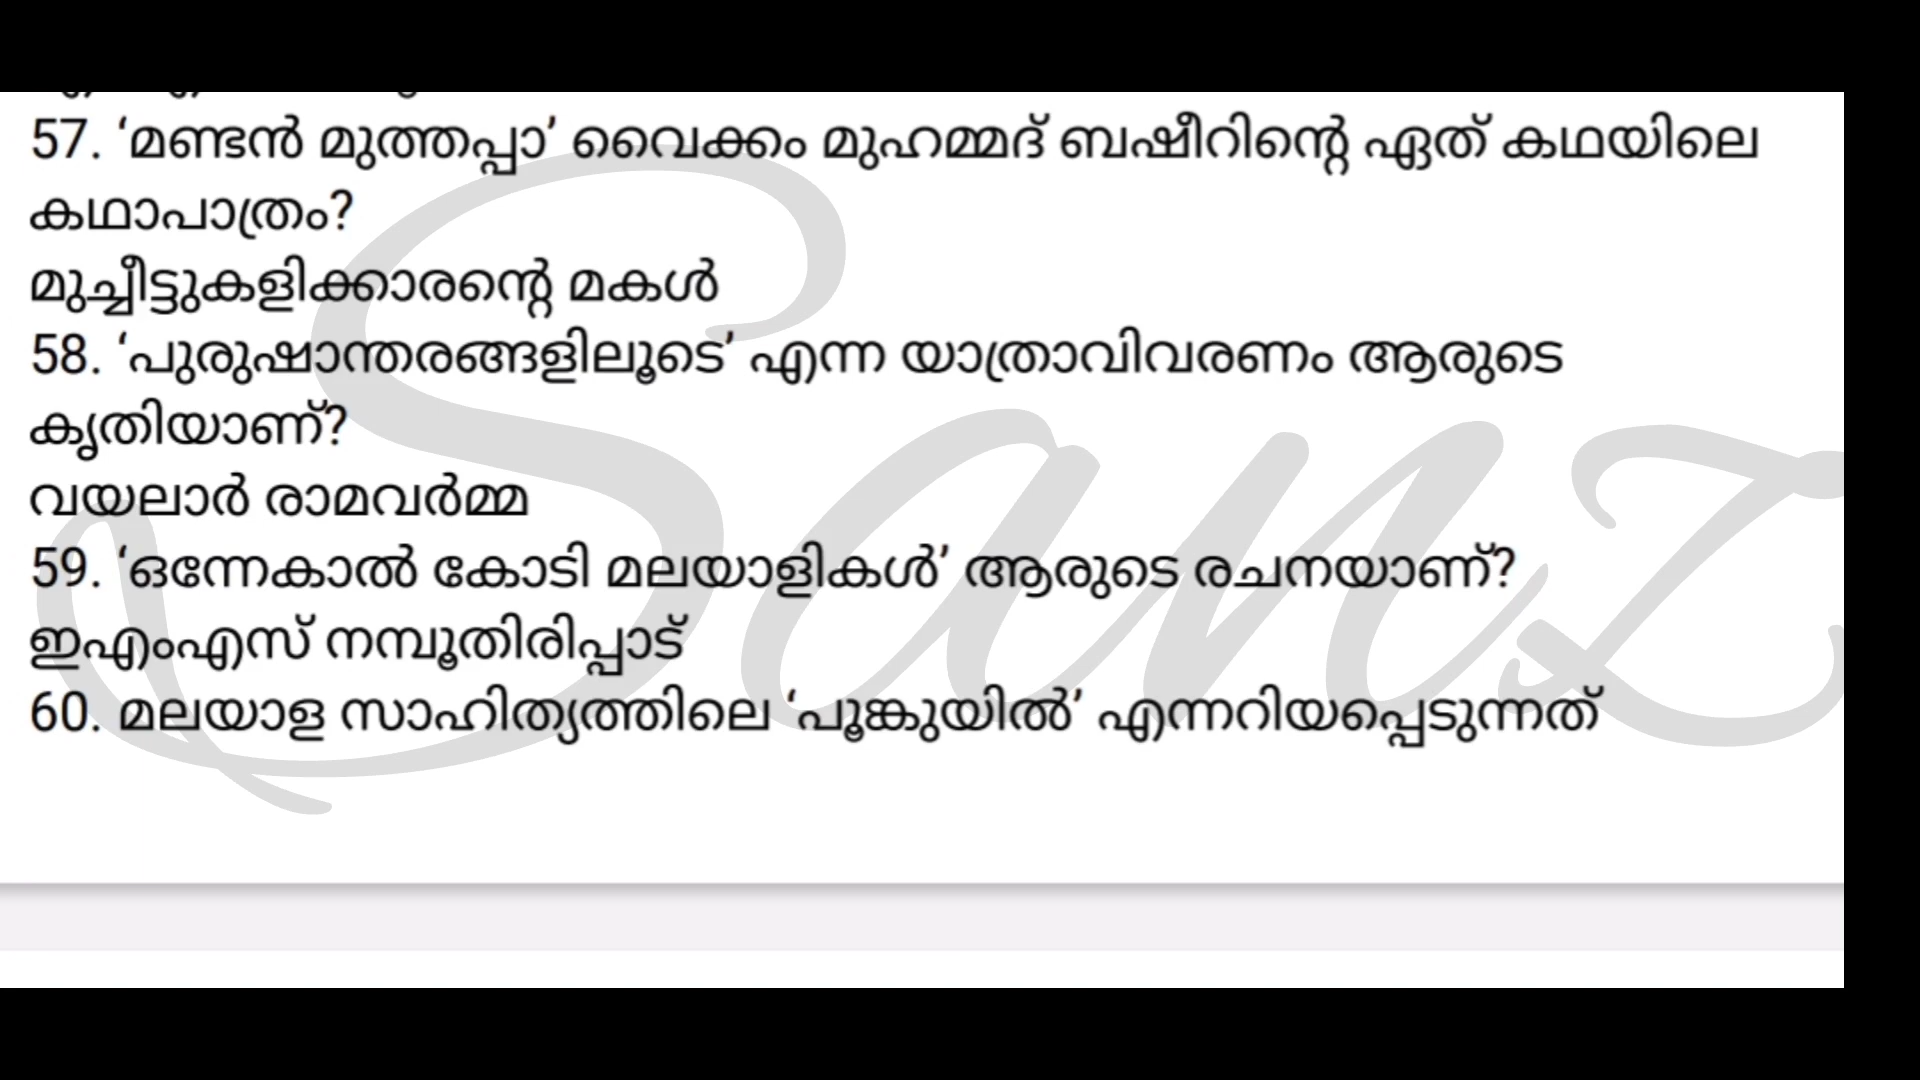 57. ‘മണ്ടൻ മുത്തപ്പാ’ വൈക്കം മുഹമ്മദ് ബഷീറിന്റെ ഏത് കഥയിലെ
കഥാപാത്രം?
മുച്ചീട്ടുകളിക്കാരന്റെ മകൾ
58. ‘പുരുഷാന്തരങ്ങളിലൂടെ’ എന്ന യാത്രാവിവരണം ആരുടെ
കൃതിയാണ്?
വയലാർ രാമവർമ്മ
59. ‘ഒന്നേകാൽ കോടി മലയാളികൾ’ ആരുടെ രചനയാണ്?
ഇഎംഎസ് നമ്പൂതിരിപ്പാട്
60. മലയാള സാഹിത്യത്തിലെ ‘പൂങ്കുയിൽ’ എന്നറിയപ്പെടുന്നത്
Sanz